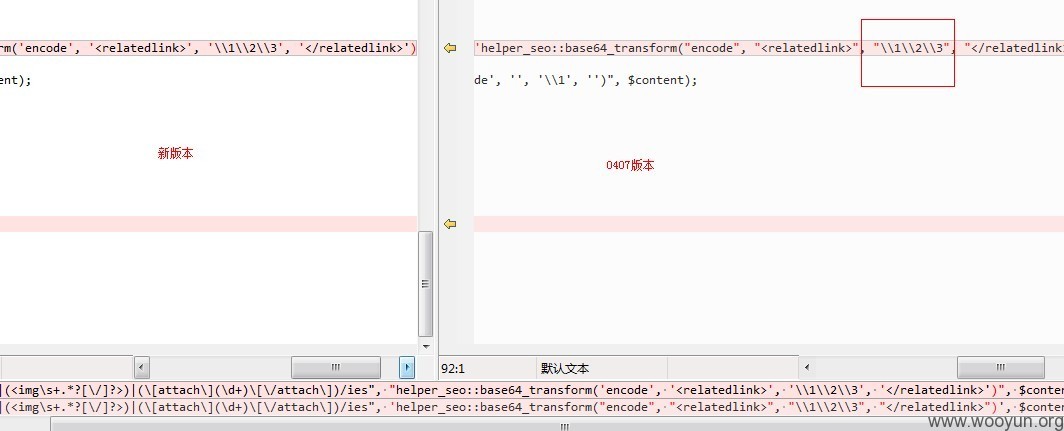 rm('encode', '<relatedlink>', '\\1\\2\\3', '</relatedlink>')
'helper_seo::base64_transform("encode", "<relatedlink>", "\\1\\2\\3", "</relatedlink
ent);
de', '', '\\1', '')", $content);
新版本
0407版本
92:1
默认文本
|(<img\s+.*?[\/]?>)|(\[attach\](\d+)\[\/attach\])/ies", "helper_seo::base64_transform('encode', '<relatedlink>', '\\1\\2\\3', '</relatedlink>')", $conte
|(<img\s+.*?[\/]?>)|(\[attach\](\d+)\[\/attach\])/ies", 'helper_seo::base64_transform("encode", "<relatedlink>", "\\1\\2\\3", "</relatedlink>")', $conte
www.wooyun.org